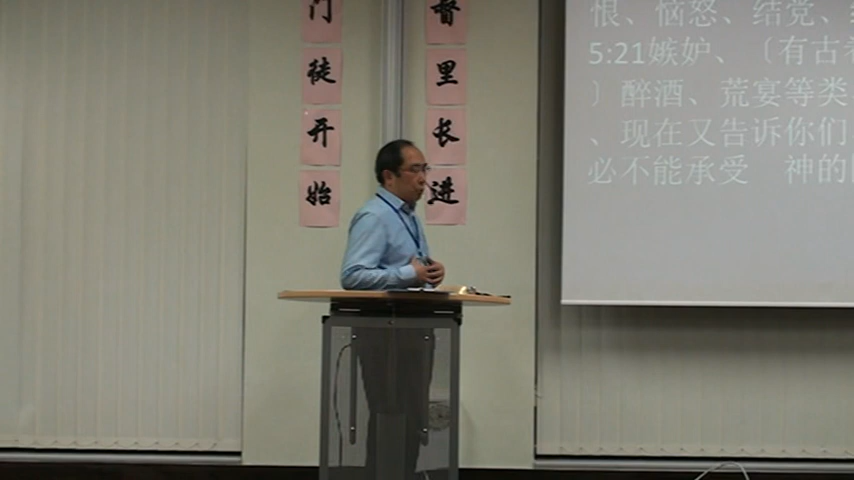 门徒开始
督里长进
恨、恼怒、结党、
5:21嫉妒、〔有古
〕醉酒、荒宴等类
、现在又告诉你们
必不能承受 神的